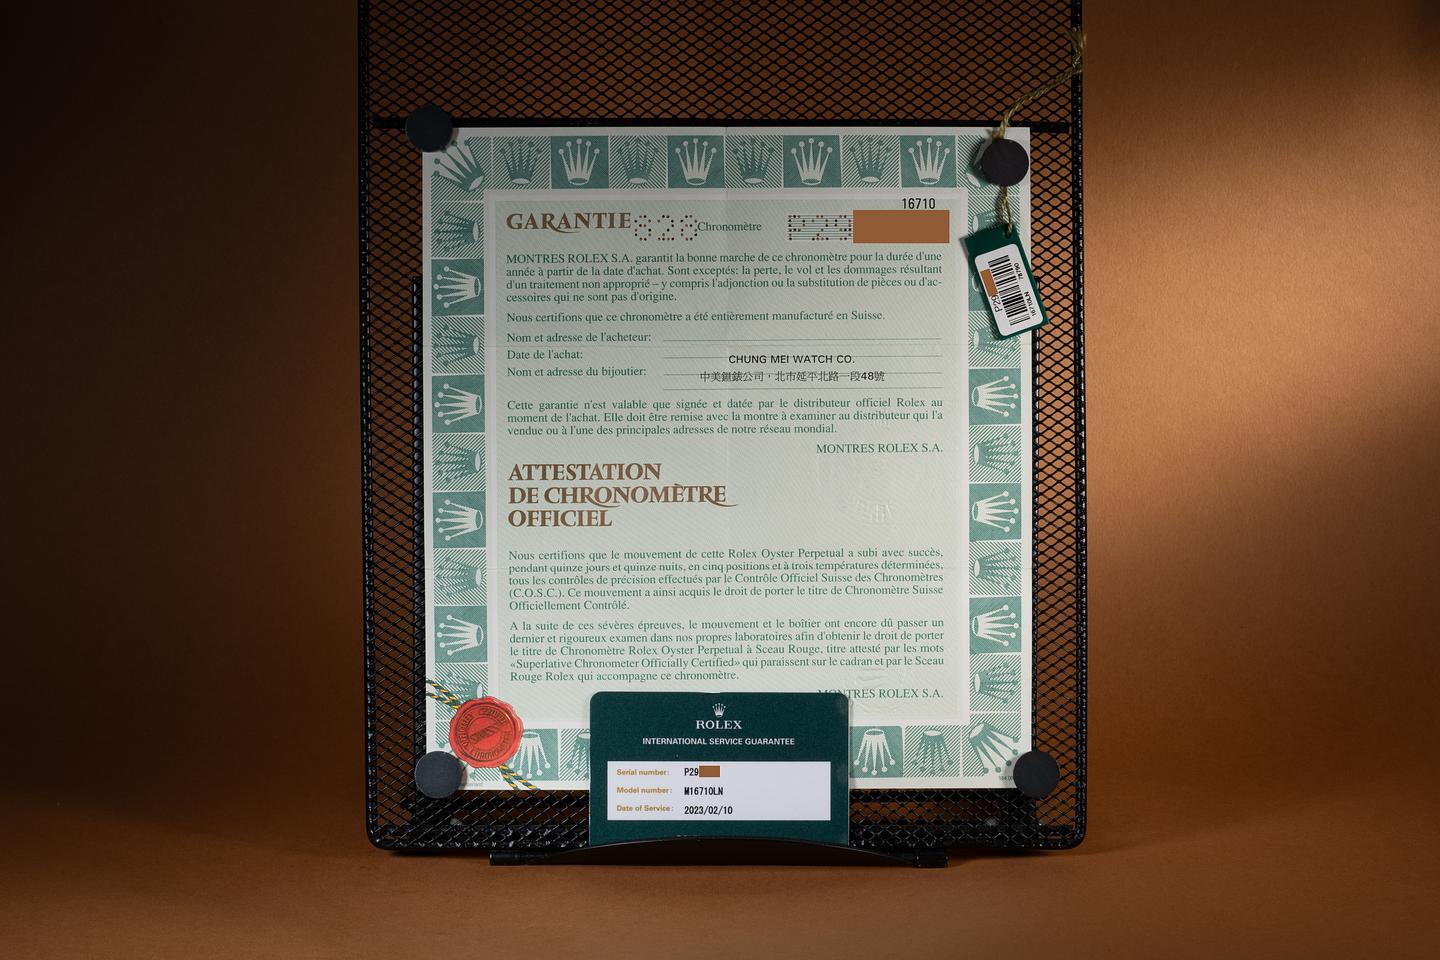 16710
GARANTIE 828 Chronomètre
MONTRES ROLEX S.A. garantit la bonne marche de ce chronomètre pour la durée d'une
année à partir de la date d'achat. Sont exceptés: la perte, le vol et les dommages résultant
d'un traitement non approprié – y compris l'adjonction ou la substitution de pièces ou d'ac-
cessoires qui ne sont pas d'origine.
Nous certifions que ce chronomètre a été entièrement manufacturé en Suisse.
Nom et adresse de l'acheteur:
Date de l'achat:
CHUNG MEI WATCH CO.
Nom et adresse du bijoutier:
中美鐘錶公司，北市延平北路一段48號
Cette garantie n'est valable que signée et datée par le distributeur officiel Rolex au
moment de l'achat. Elle doit être remise avec la montre à examiner au distributeur qui l'a
vendue ou à l'une des principales adresses de notre réseau mondial.
MONTRES ROLEX S.A.
ATTESTATION
DE CHRONOMÈTRE
OFFICIEL
Nous certifions que le mouvement de cette Rolex Oyster Perpetual a subi avec succès,
pendant quinze jours et quinze nuits, en cinq positions et à trois températures déterminées,
tous les contrôles de précision effectués par le Contrôle Officiel Suisse des Chronomètres
(C.O.S.C.). Ce mouvement a ainsi acquis le droit de porter le titre de Chronomètre Suisse
Officiellement Contrôlé.
A la suite de ces sévères épreuves, le mouvement et le boîtier ont encore dû passer un
dernier et rigoureux examen dans nos propres laboratoires afin d'obtenir le droit de porter
le titre de Chronomètre Rolex Oyster Perpetual à Sceau Rouge, titre attesté par les mots
«Superlative Chronometer Officially Certified» qui paraissent sur le cadran et par le Sceau
Rouge Rolex qui accompagne ce chronomètre.
MONTRES ROLEX S.A.
P29
16710LN
78790
ROLEX
INTERNATIONAL SERVICE GUARANTEE
Serial number: P29
Model number: M16710LN
Date of Service: 2023/02/10